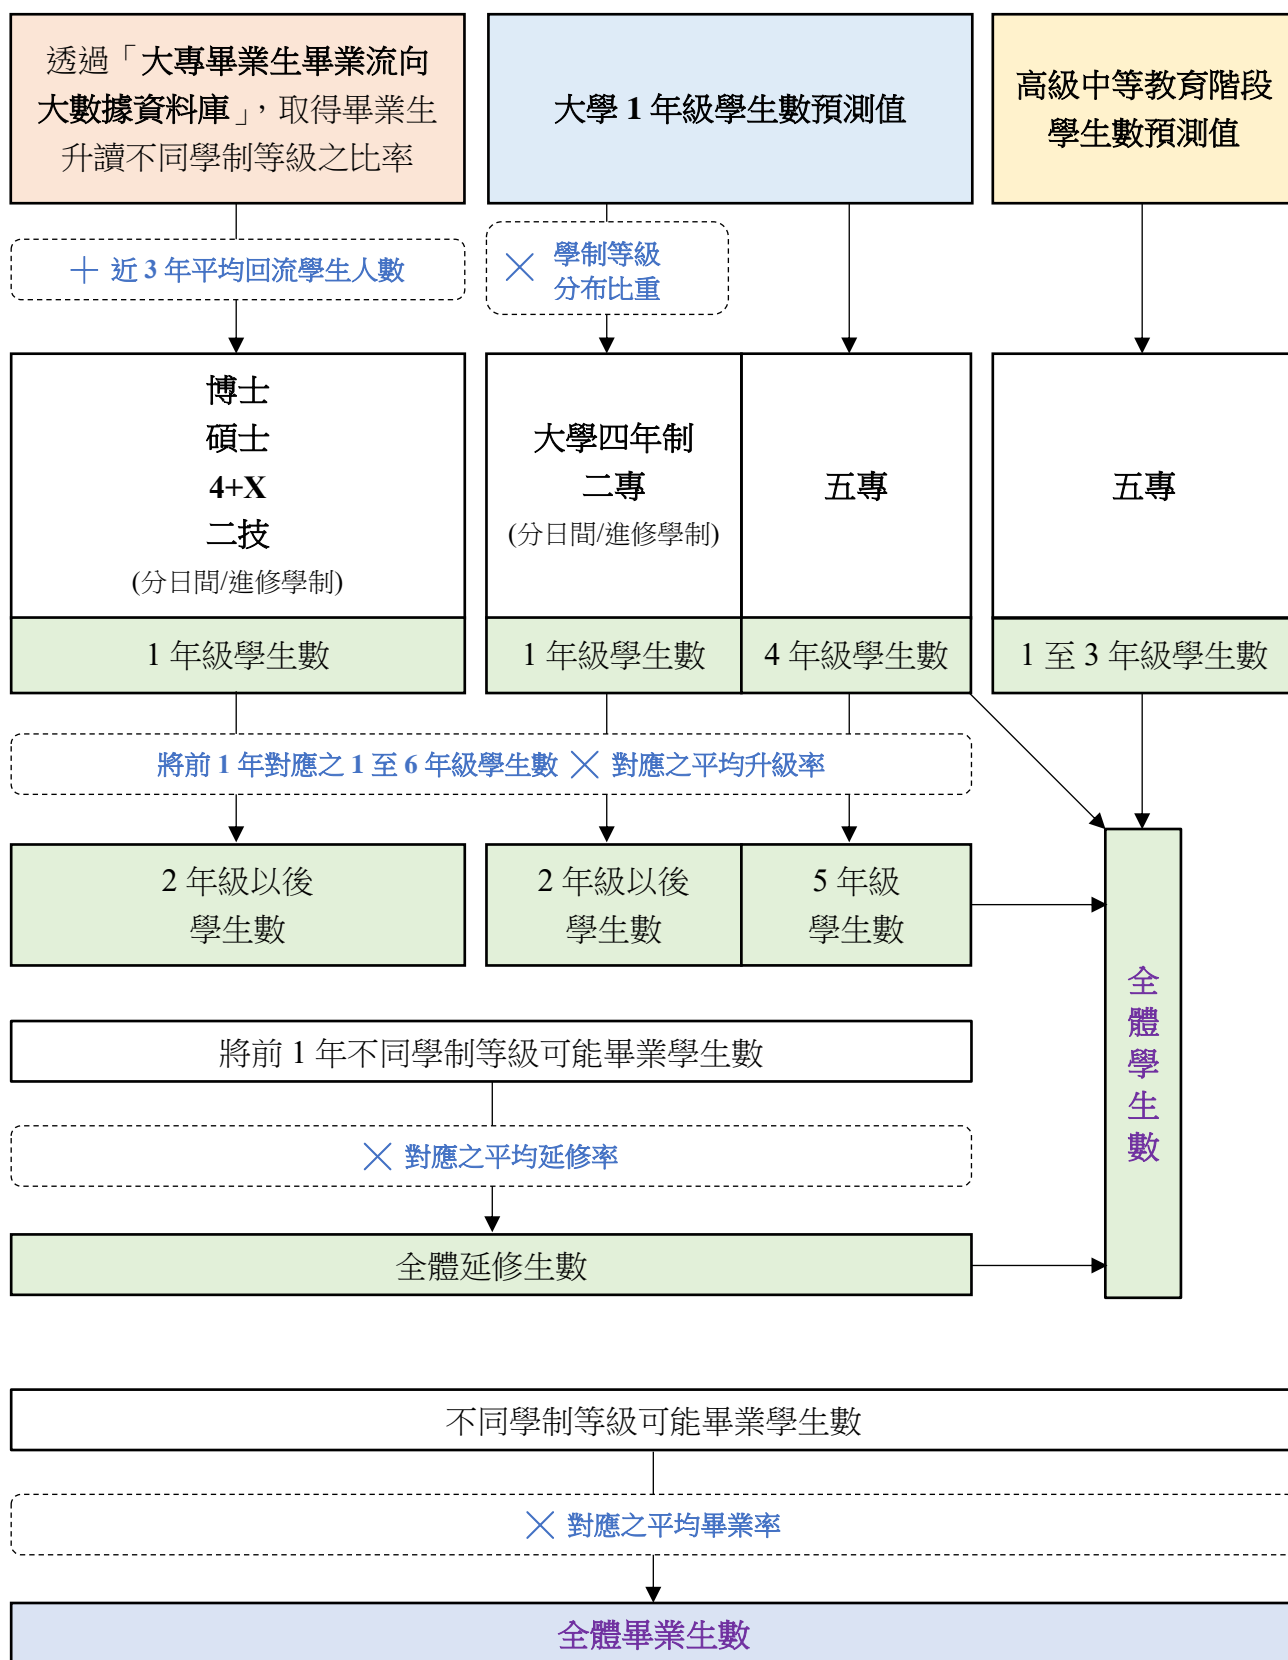 透過「大專畢業生畢業流向
大數據資料庫」，取得畢業生
升讀不同學制等級之比率
大學 1 年級學生數預測值
高級中等教育階段
學生數預測值
＋ 近 3 年平均回流學生人數
× 學制等級
分布比重
博士
碩士
4+X
二技
(分日間/進修學制)
1 年級學生數
大學四年制
二專
(分日間/進修學制)
1 年級學生數
五專
4 年級學生數
五專
1 至 3 年級學生數
將前 1 年對應之 1 至 6 年級學生數 × 對應之平均升級率
2 年級以後
學生數
2 年級以後
學生數
5 年級
學生數
全體學生數
將前 1 年不同學制等級可能畢業學生數
× 對應之平均延修率
全體延修生數
不同學制等級可能畢業學生數
× 對應之平均畢業率
全體畢業生數